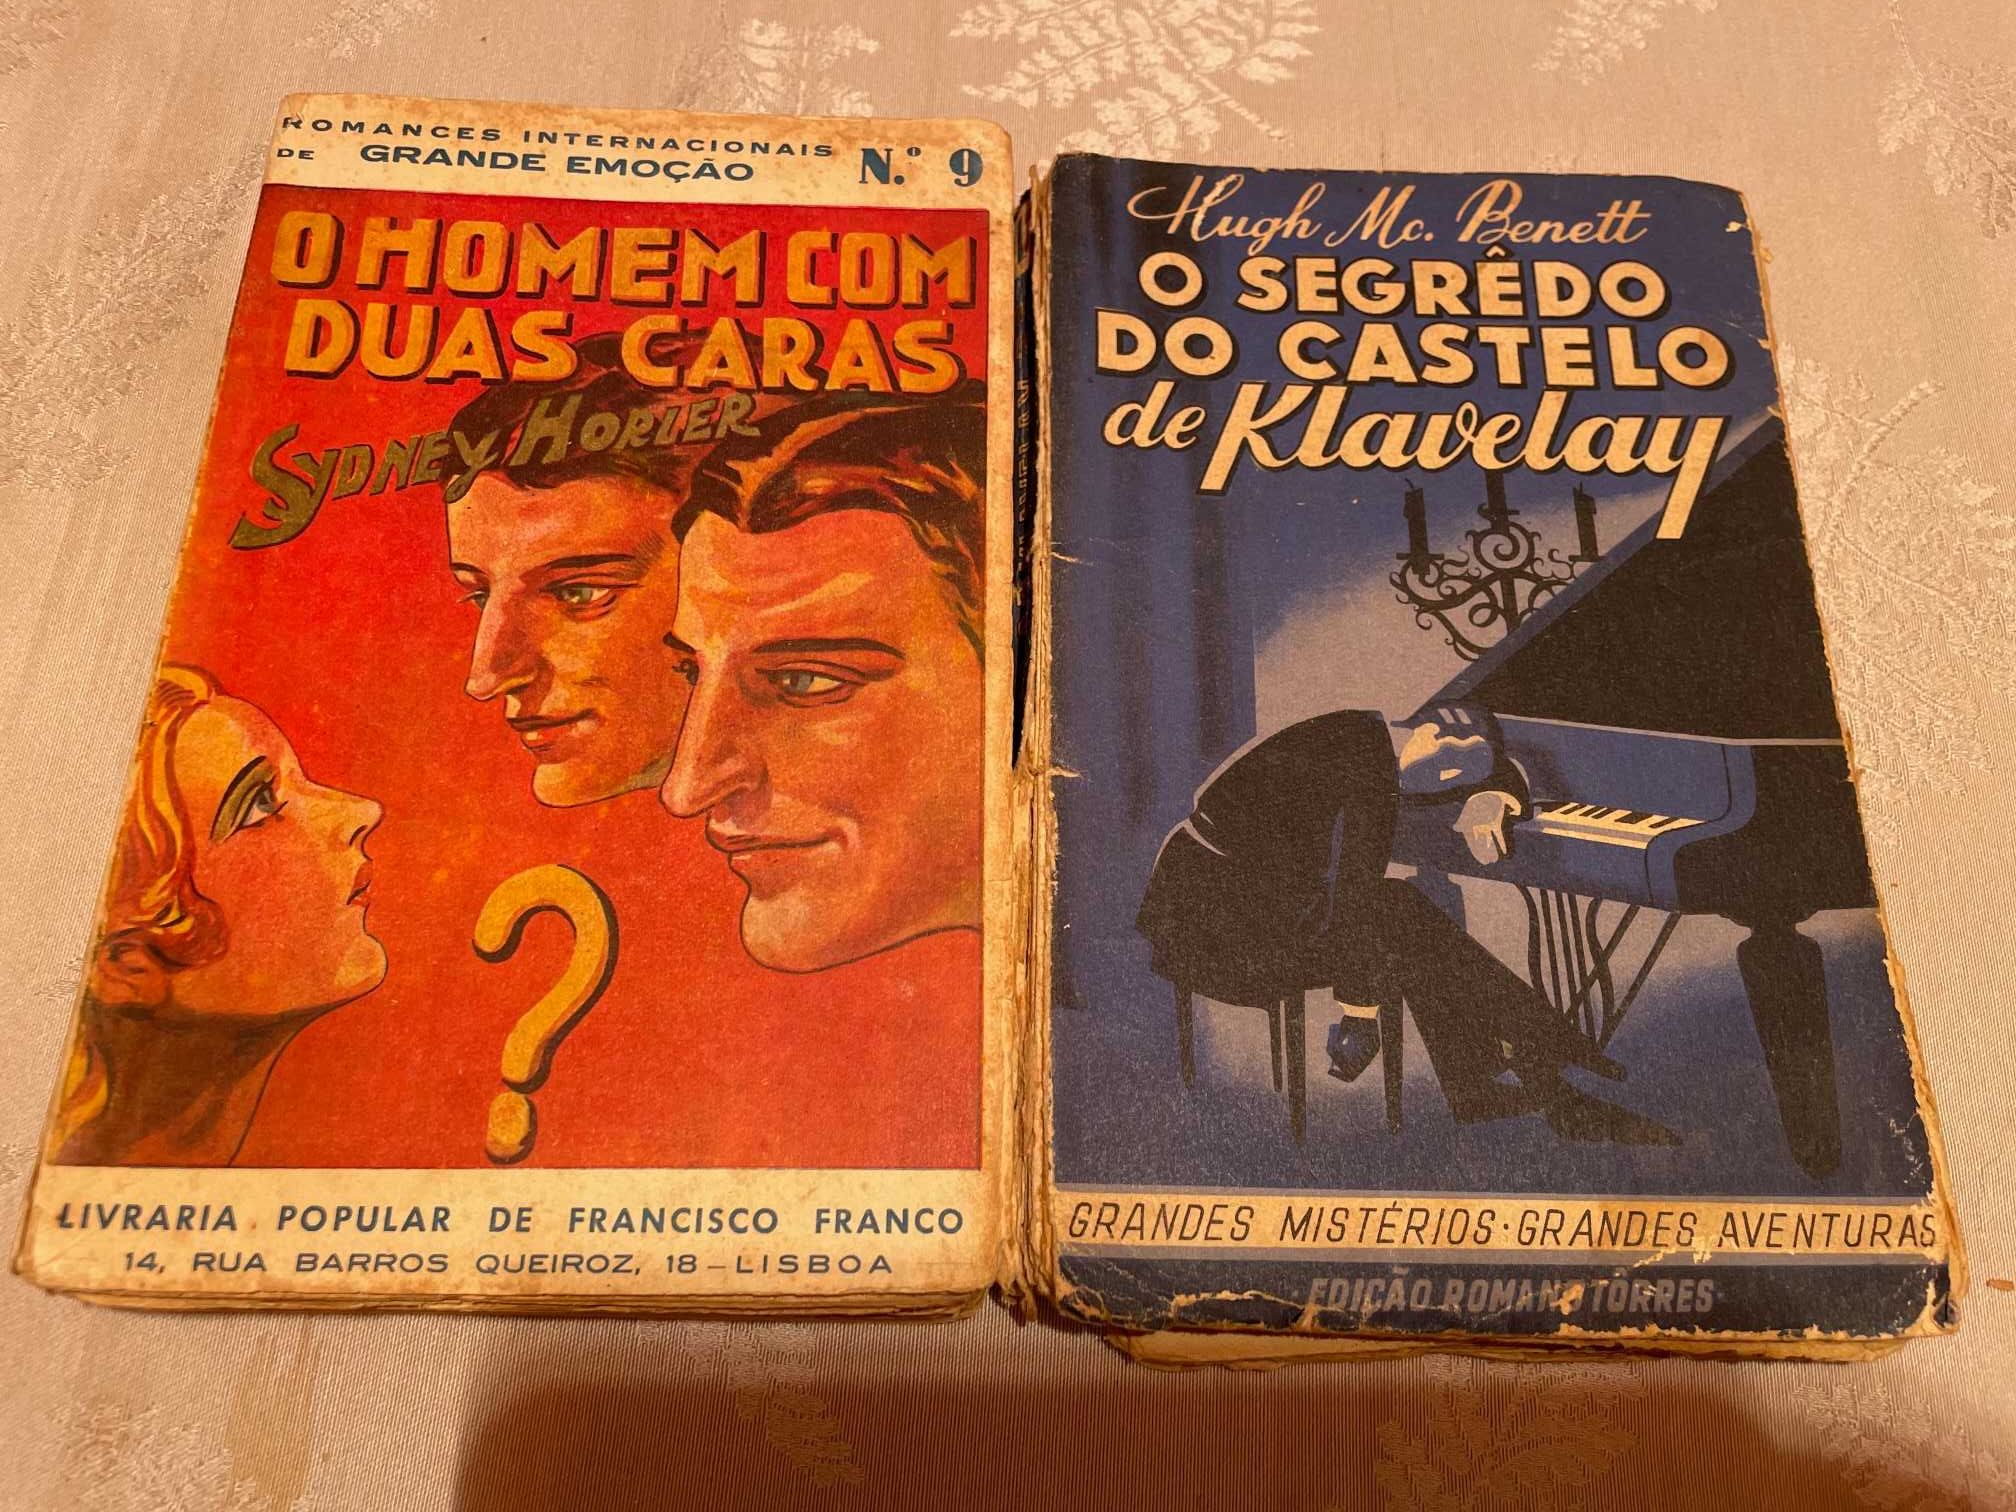 ROMANCES INTERNACIONAIS
DE GRANDE EMOÇÃO N.º 9
O HOMEM COM
DUAS CARAS
SYDNEY HORLER
?
LIVRARIA POPULAR DE FRANCISCO FRANCO
14, RUA BARROS QUEIROZ, 18 – LISBOA
Hugh Mc. Benett
O SEGRÊDO
DO CASTELO
de Klavelay
GRANDES MISTÉRIOS · GRANDES AVENTURAS
· EDIÇÃO ROMANO TÔRRES ·